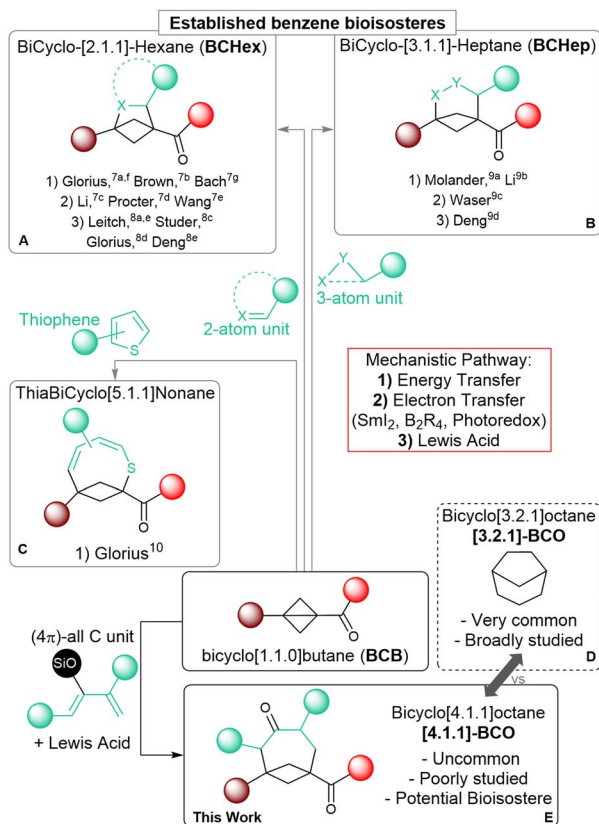 Established benzene bioisosteres
BiCyclo-[2.1.1]-Hexane (BCHex)
X
O
1) Glorius,7a,f Brown,7b Bach7g
2) Li,7c Procter,7d Wang7e
3) Leitch,8a,e Studer,8c
Glorius,8d Deng8e
A
BiCyclo-[3.1.1]-Heptane (BCHep)
X Y
O
1) Molander,9a Li9b
2) Waser9c
3) Deng9d
B
Thiophene
S
X
2-atom unit
Y
X
3-atom unit
ThiaBiCyclo[5.1.1]Nonane
S
O
1) Glorius10
C
Mechanistic Pathway:
1) Energy Transfer
2) Electron Transfer
(SmI2, B2R4, Photoredox)
3) Lewis Acid
Bicyclo[3.2.1]octane
[3.2.1]-BCO
- Very common
- Broadly studied
D
vs
O
bicyclo[1.1.0]butane (BCB)
(4π)-all C unit
SiO
+ Lewis Acid
O
O
This Work
Bicyclo[4.1.1]octane
[4.1.1]-BCO
- Uncommon
- Poorly studied
- Potential Bioisostere
E